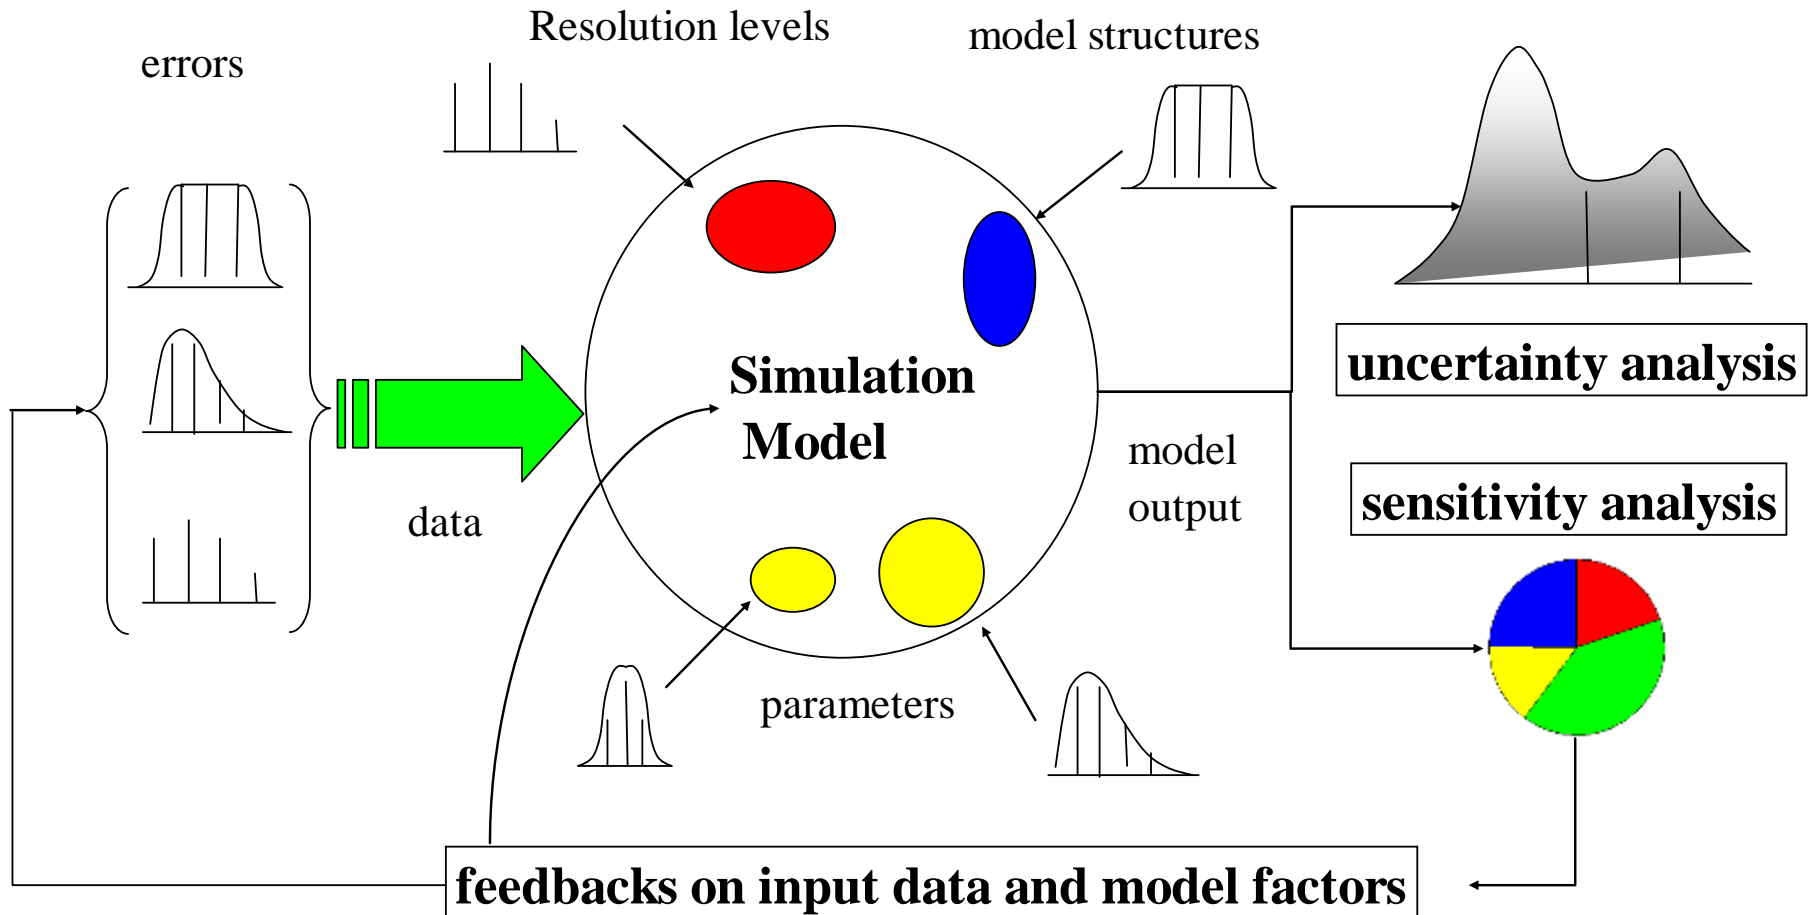 Resolution levels
model structures
errors
uncertainty analysis
Simulation
Model
model
output
sensitivity analysis
data
parameters
feedbacks on input data and model factors